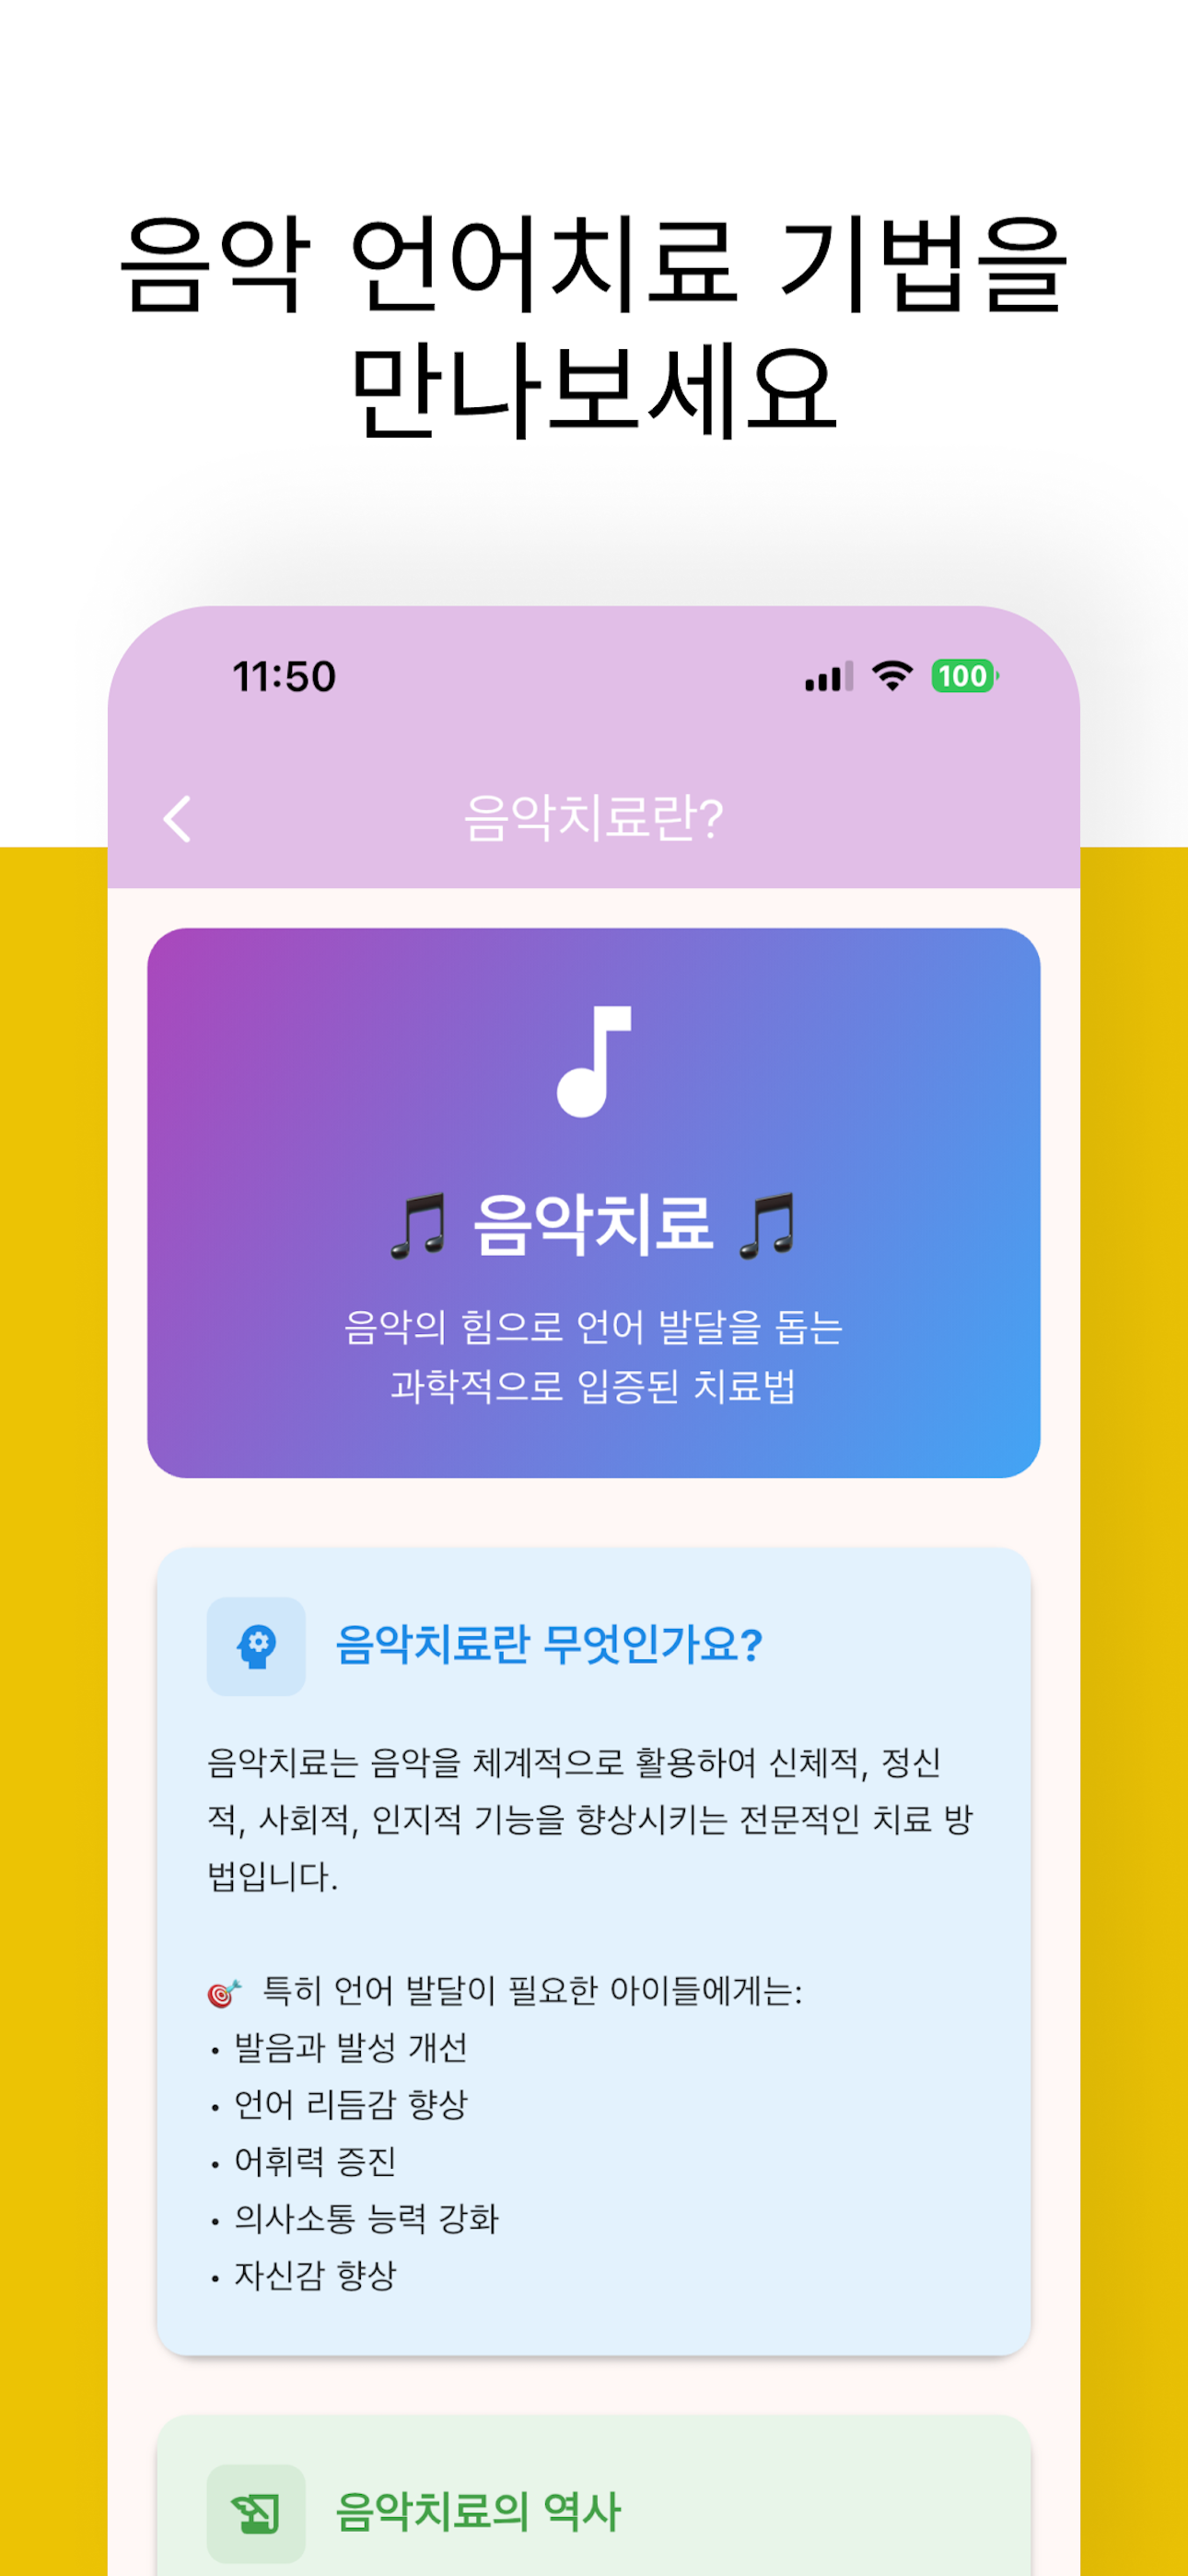 음악 언어치료 기법을
만나보세요
11:50
100
음악치료란?
🎵 음악치료 🎵
음악의 힘으로 언어 발달을 돕는
과학적으로 입증된 치료법
음악치료란 무엇인가요?
음악치료는 음악을 체계적으로 활용하여 신체적, 정신
적, 사회적, 인지적 기능을 향상시키는 전문적인 치료 방
법입니다.
🎯 특히 언어 발달이 필요한 아이들에게는:
• 발음과 발성 개선
• 언어 리듬감 향상
• 어휘력 증진
• 의사소통 능력 강화
• 자신감 향상
음악치료의 역사